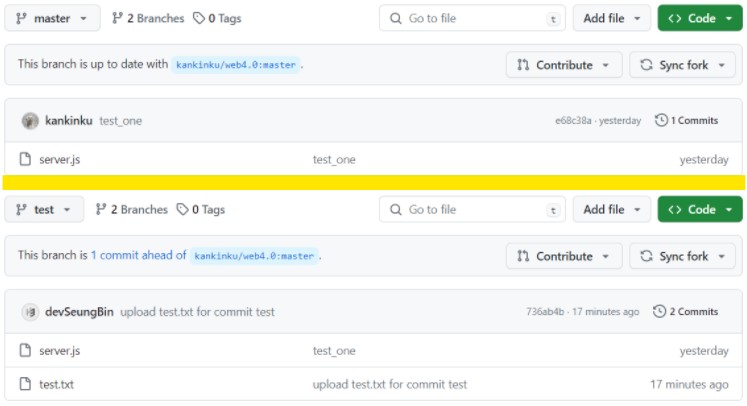 master 2 Branches 0 Tags Go to file t Add file <> Code
This branch is up to date with kankinku/web4.0:master . Contribute Sync fork
kankinku test_one e68c38a · yesterday 1 Commits
server.js test_one yesterday
test 2 Branches 0 Tags Go to file t Add file <> Code
This branch is 1 commit ahead of kankinku/web4.0:master . Contribute Sync fork
devSeungBin upload test.txt for commit test 736ab4b · 17 minutes ago 2 Commits
server.js test_one yesterday
test.txt upload test.txt for commit test 17 minutes ago